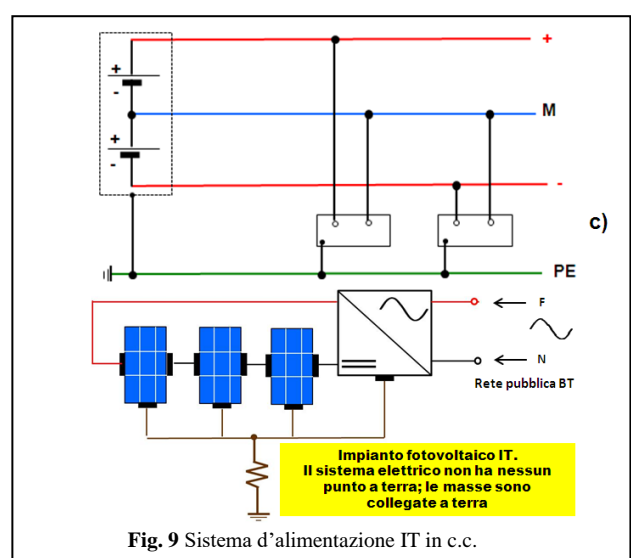 +
+
-
M
+
-
-
c)
PE
F
N
Rete pubblica BT
Impianto fotovoltaico IT.
Il sistema elettrico non ha nessun
punto a terra; le masse sono
collegate a terra
Fig. 9 Sistema d’alimentazione IT in c.c.